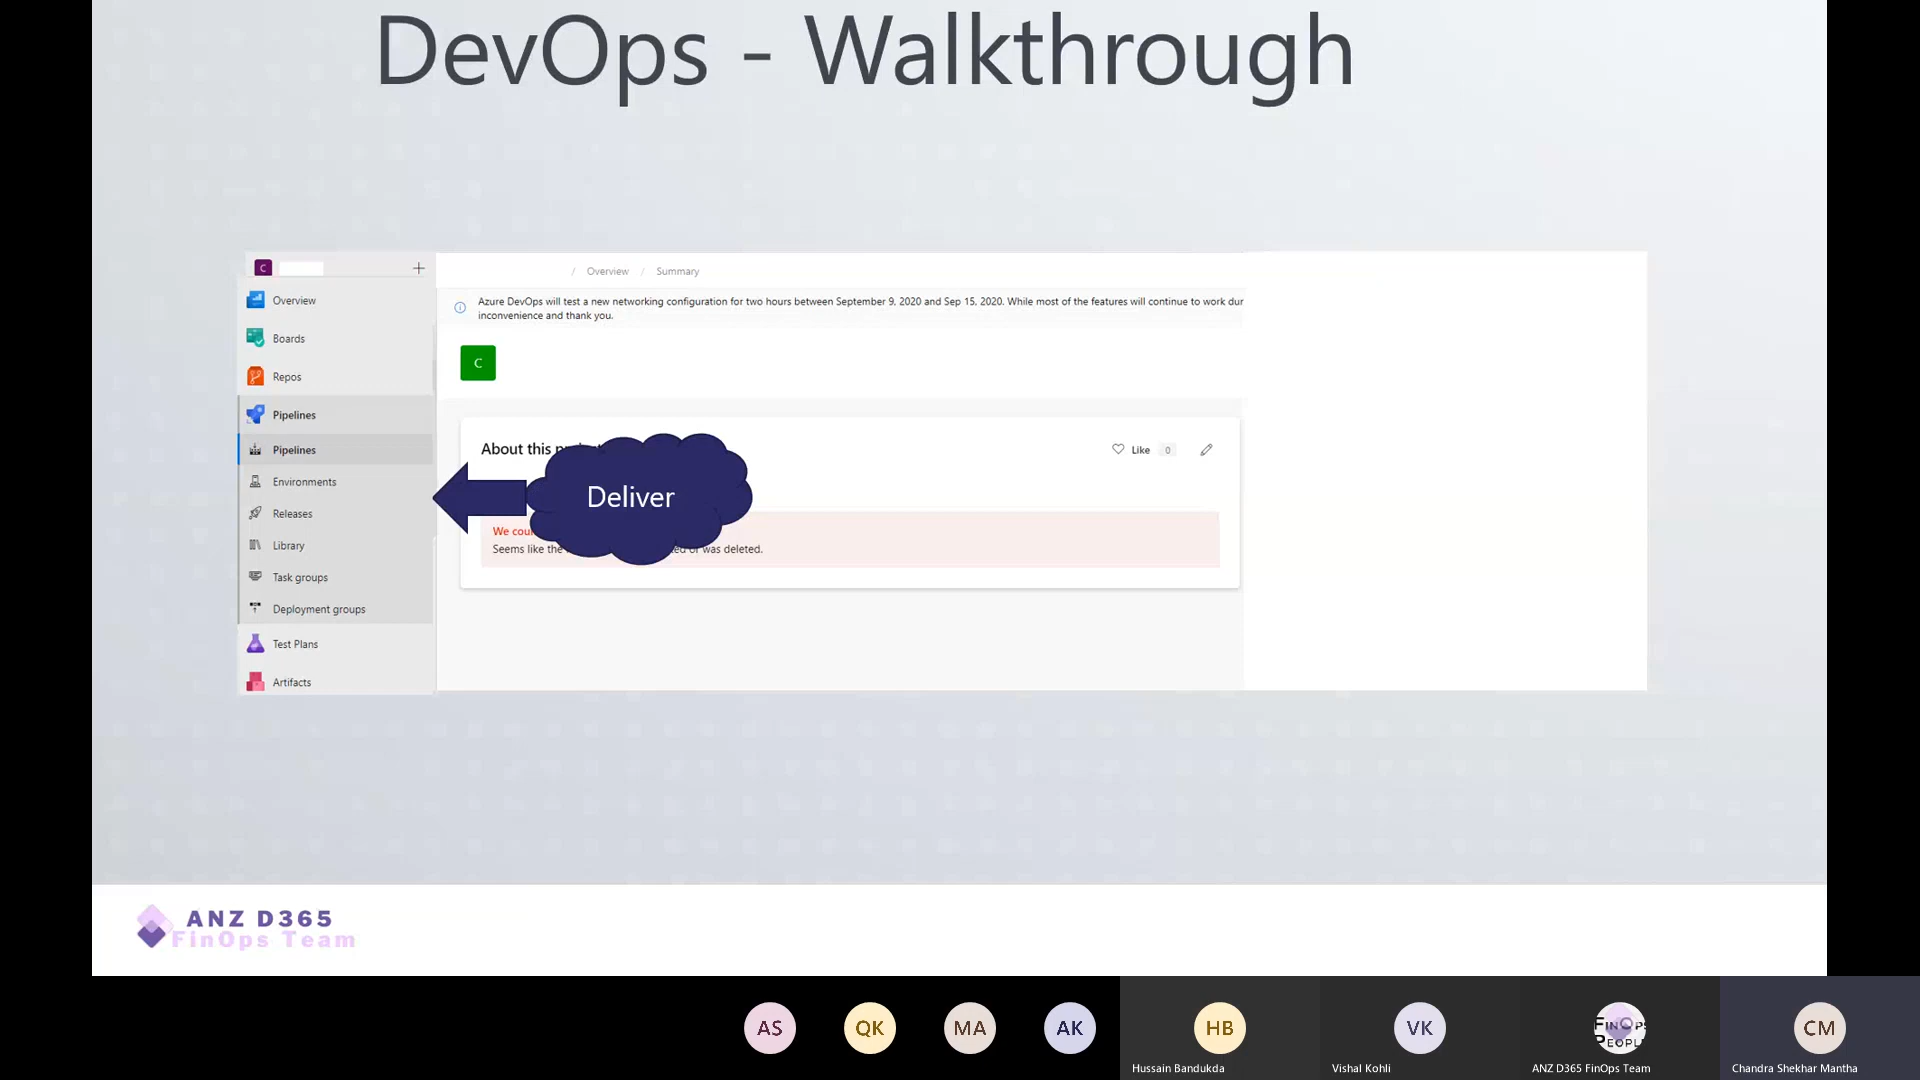 DevOps - Walkthrough
C
/ Overview / Summary
Azure DevOps will test a new networking configuration for two hours between September 9, 2020 and Sep 15, 2020. While most of the features will continue to work dur
inconvenience and thank you.
Overview
Boards
Repos
Pipelines
Pipelines
Environments
Releases
Library
Task groups
Deployment groups
Test Plans
Artifacts
C
About this
Like 0
Deliver
We
Seems like the
or was deleted.
ANZ D365
FinOps Team
AS
QK
MA
AK
HB
VK
FinOps
People
CM
Hussain Bandukda
Vishal Kohli
ANZ D365 FinOps Team
Chandra Shekhar Mantha